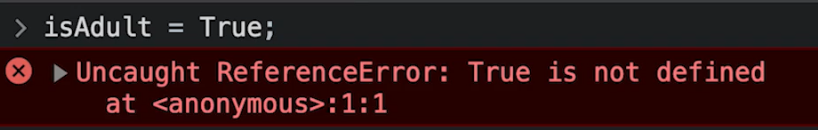 > isAdult = True;
Uncaught ReferenceError: True is not defined
at <anonymous>:1:1